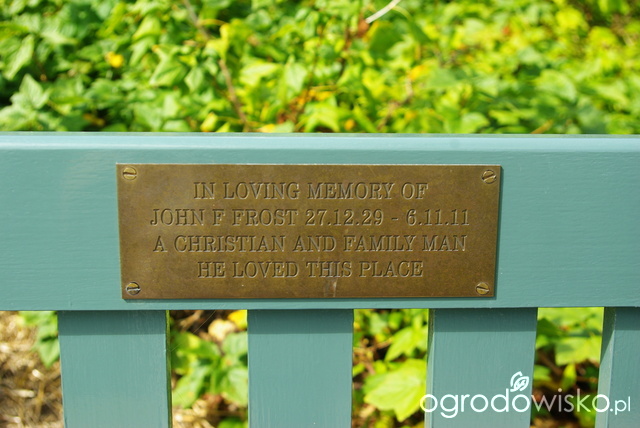 IN LOVING MEMORY OF
JOHN F FROST 27.12.29 - 6.11.11
A CHRISTIAN AND FAMILY MAN
HE LOVED THIS PLACE
ogrodowisko.pl